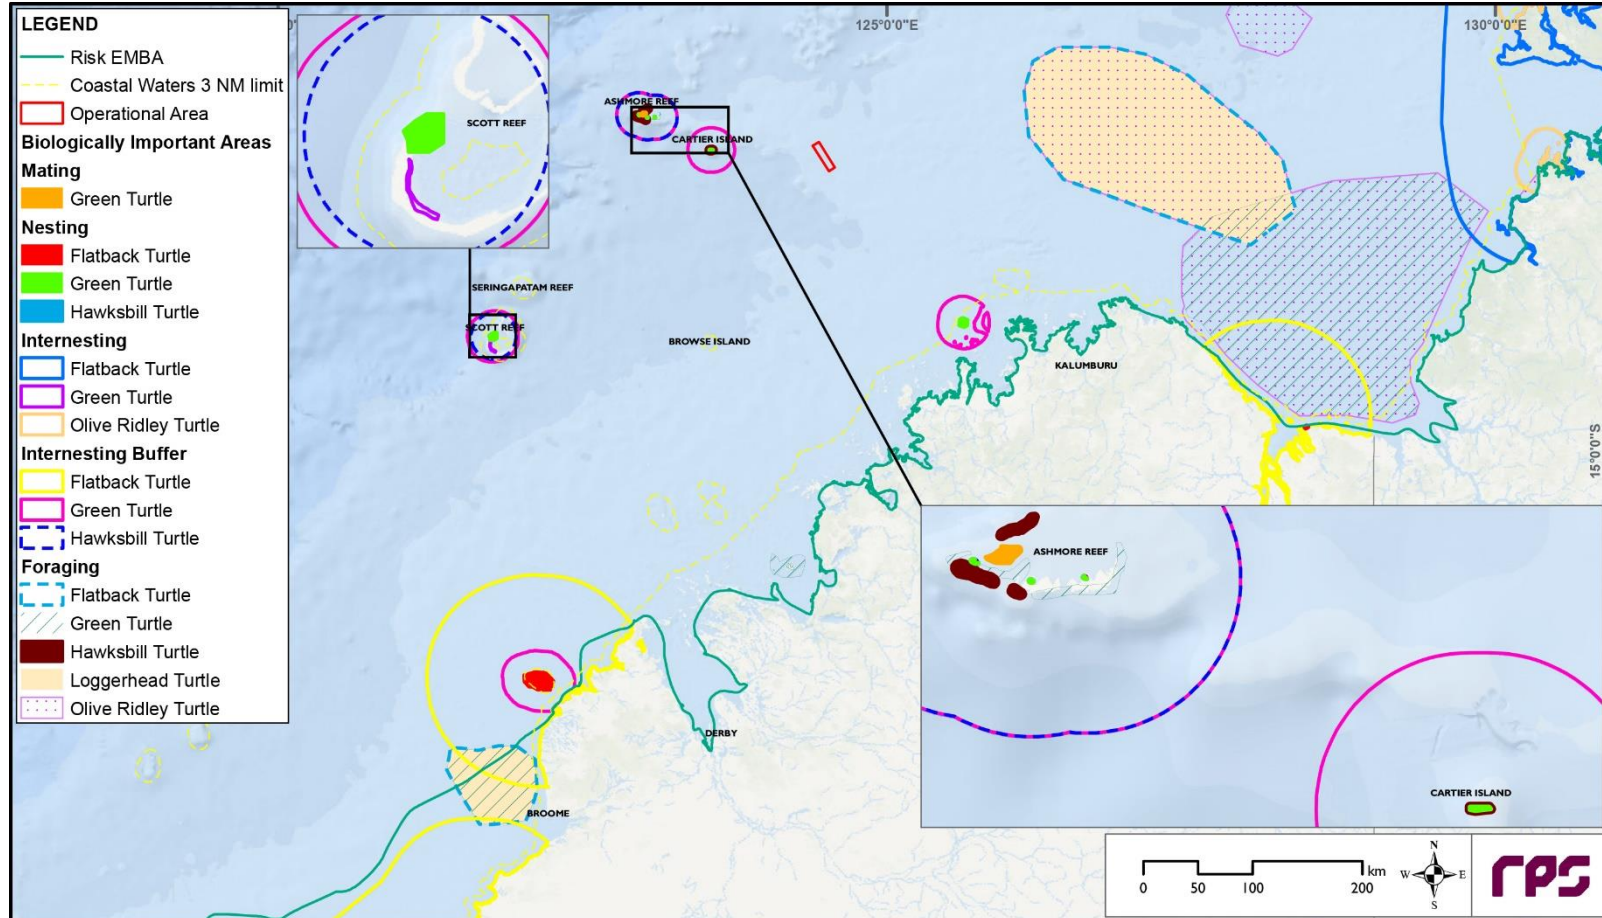 LEGEND
Risk EMBA
Coastal Waters 3 NM limit
Operational Area
Biologically Important Areas
Mating
Green Turtle
Nesting
Flatback Turtle
Green Turtle
Hawksbill Turtle
Internesting
Flatback Turtle
Green Turtle
Olive Ridley Turtle
Internesting Buffer
Flatback Turtle
Green Turtle
Hawksbill Turtle
Foraging
Flatback Turtle
Green Turtle
Hawksbill Turtle
Loggerhead Turtle
Olive Ridley Turtle
125°0'0"E
130°0'0"E
15°0'0"S
SCOTT REEF
ASHMORE REEF
CARTIER ISLAND
SERINGAPATAM REEF
SCOTT REEF
BROWSE ISLAND
KALUMBURU
DERBY
BROOME
ASHMORE REEF
CARTIER ISLAND
0 50 100 200 km
N
W E
S
rps